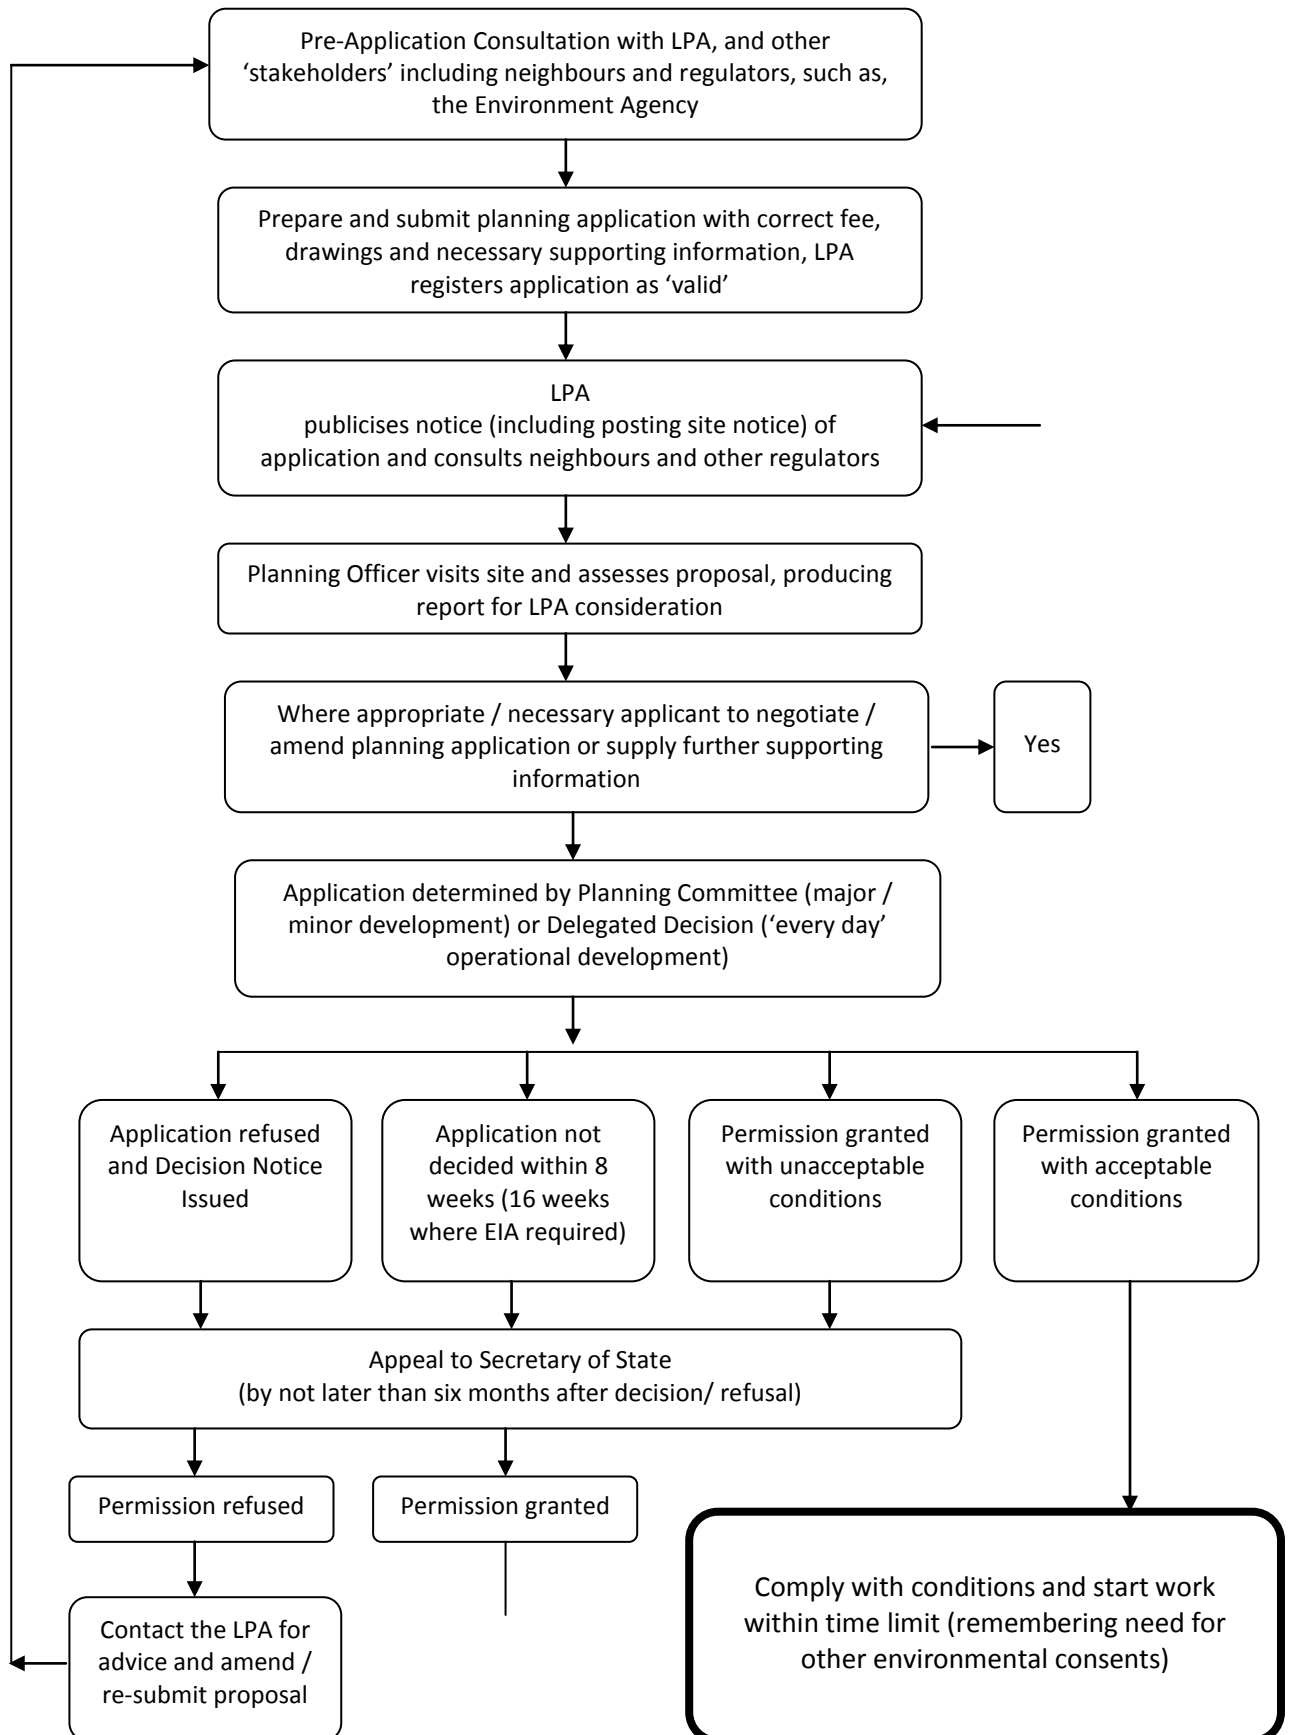 Pre-Application Consultation with LPA, and other
‘stakeholders’ including neighbours and regulators, such as,
the Environment Agency
Prepare and submit planning application with correct fee,
drawings and necessary supporting information, LPA
registers application as ‘valid’
LPA
publicises notice (including posting site notice) of
application and consults neighbours and other regulators
Planning Officer visits site and assesses proposal, producing
report for LPA consideration
Where appropriate / necessary applicant to negotiate /
amend planning application or supply further supporting
information
Yes
Application determined by Planning Committee (major /
minor development) or Delegated Decision (‘every day’
operational development)
Application refused
and Decision Notice
Issued
Application not
decided within 8
weeks (16 weeks
where EIA required)
Permission granted
with unacceptable
conditions
Permission granted
with acceptable
conditions
Appeal to Secretary of State
(by not later than six months after decision/ refusal)
Permission refused
Permission granted
Contact the LPA for
advice and amend /
re-submit proposal
Comply with conditions and start work
within time limit (remembering need for
other environmental consents)